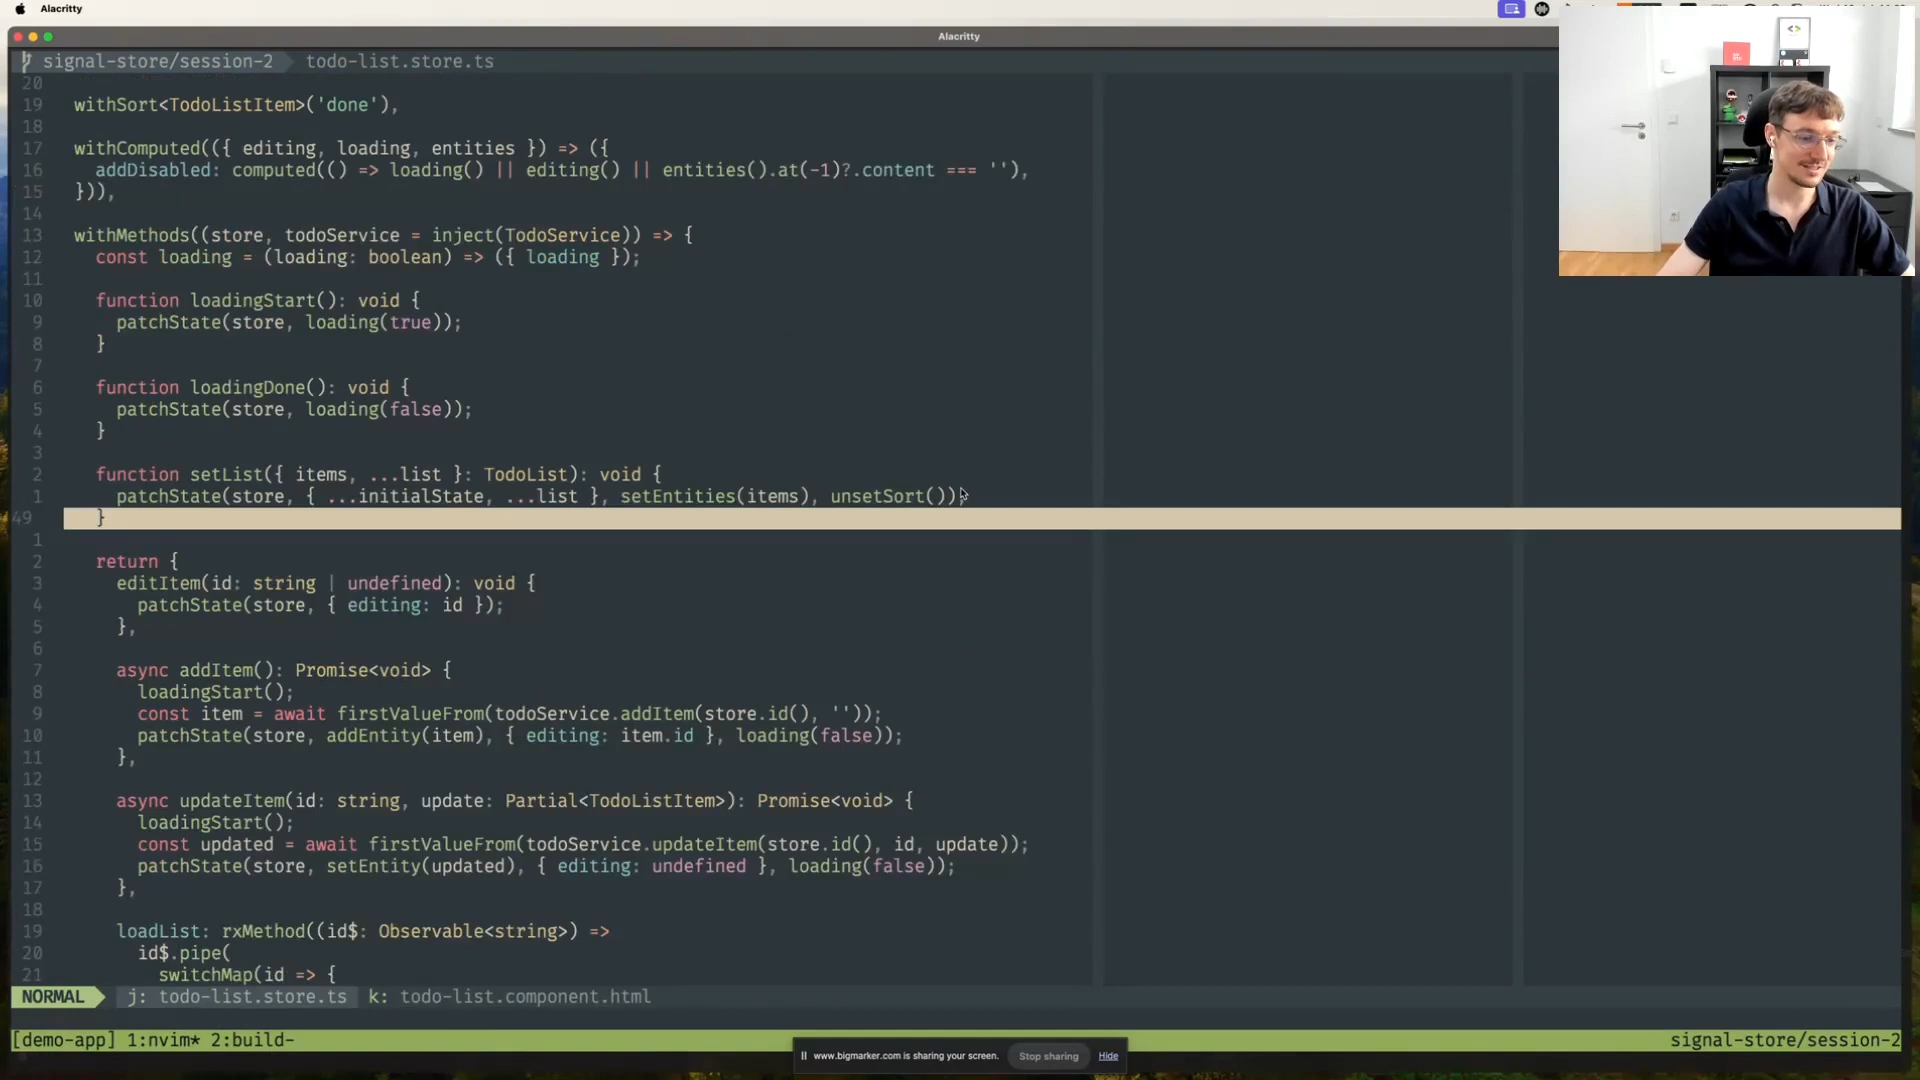 Alacritty
Alacritty
signal-store/session-2 todo-list.store.ts
20
19 withSort<TodoListItem>('done'),
18
17 withComputed(({ editing, loading, entities }) => ({
16 addDisabled: computed(() => loading() || editing() || entities().at(-1)?.content === ''),
15 })),
14
13 withMethods((store, todoService = inject(TodoService)) => {
12 const loading = (loading: boolean) => ({ loading });
11
10 function loadingStart(): void {
9 patchState(store, loading(true));
8 }
7
6 function loadingDone(): void {
5 patchState(store, loading(false));
4 }
3
2 function setList({ items, ...list }: TodoList): void {
1 patchState(store, { ...initialState, ...list }, setEntities(items), unsetSort());
49 }
1
2 return {
3 editItem(id: string | undefined): void {
4 patchState(store, { editing: id });
5 },
6
7 async addItem(): Promise<void> {
8 loadingStart();
9 const item = await firstValueFrom(todoService.addItem(store.id(), ''));
10 patchState(store, addEntity(item), { editing: item.id }, loading(false));
11 },
12
13 async updateItem(id: string, update: Partial<TodoListItem>): Promise<void> {
14 loadingStart();
15 const updated = await firstValueFrom(todoService.updateItem(store.id(), id, update));
16 patchState(store, setEntity(updated), { editing: undefined }, loading(false));
17 },
18
19 loadList: rxMethod((id$: Observable<string>) =>
20 id$.pipe(
21 switchMap(id => {
NORMAL j: todo-list.store.ts k: todo-list.component.html
[demo-app] 1:nvim* 2:build- signal-store/session-2
www.bigmarker.com is sharing your screen. Stop sharing Hide